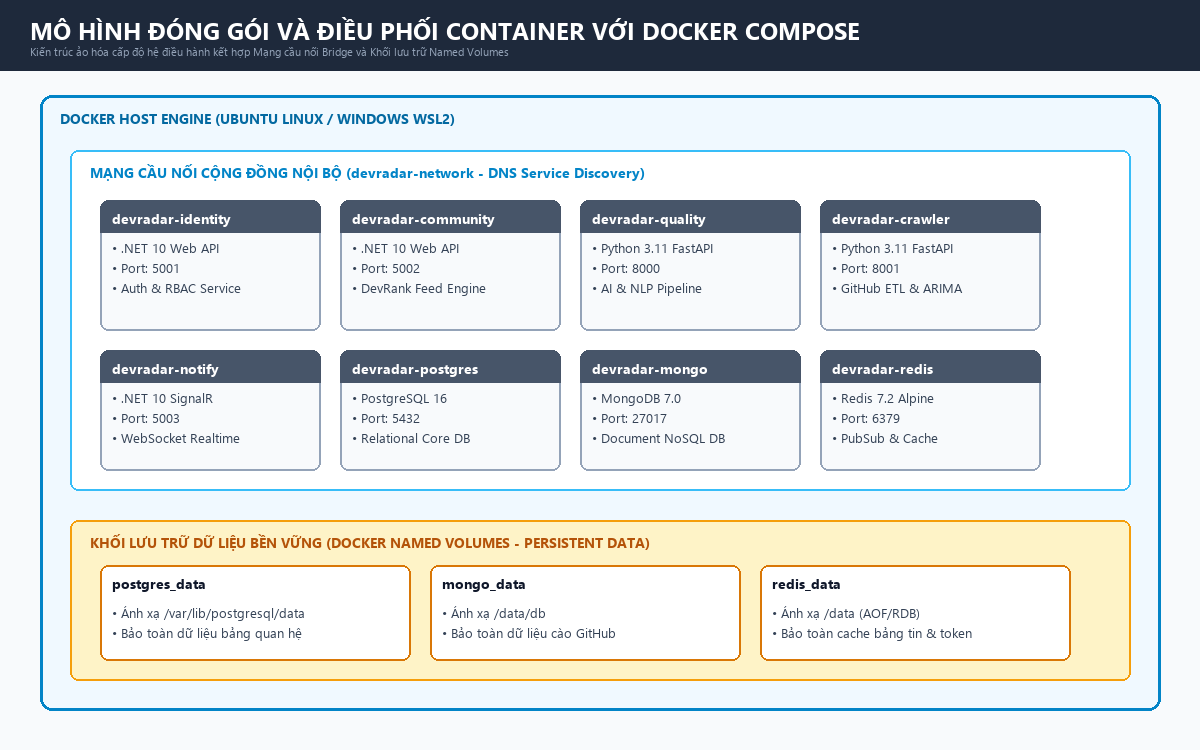 MÔ HÌNH ĐÓNG GÓI VÀ ĐIỀU PHỐI CONTAINER VỚI DOCKER COMPOSE
Kiến trúc ảo hóa cấp độ hệ điều hành kết hợp Mạng cầu nối Bridge và Khối lưu trữ Named Volumes
DOCKER HOST ENGINE (UBUNTU LINUX / WINDOWS WSL2)
MẠNG CẦU NỐI CỘNG ĐỒNG NỘI BỘ (devradar-network - DNS Service Discovery)
devradar-identity
• .NET 10 Web API
• Port: 5001
• Auth & RBAC Service
devradar-community
• .NET 10 Web API
• Port: 5002
• DevRank Feed Engine
devradar-quality
• Python 3.11 FastAPI
• Port: 8000
• AI & NLP Pipeline
devradar-crawler
• Python 3.11 FastAPI
• Port: 8001
• GitHub ETL & ARIMA
devradar-notify
• .NET 10 SignalR
• Port: 5003
• WebSocket Realtime
devradar-postgres
• PostgreSQL 16
• Port: 5432
• Relational Core DB
devradar-mongo
• MongoDB 7.0
• Port: 27017
• Document NoSQL DB
devradar-redis
• Redis 7.2 Alpine
• Port: 6379
• PubSub & Cache
KHỐI LƯU TRỮ DỮ LIỆU BỀN VỮNG (DOCKER NAMED VOLUMES - PERSISTENT DATA)
postgres_data
• Ánh xạ /var/lib/postgresql/data
• Bảo toàn dữ liệu bảng quan hệ
mongo_data
• Ánh xạ /data/db
• Bảo toàn dữ liệu cào GitHub
redis_data
• Ánh xạ /data (AOF/RDB)
• Bảo toàn cache bảng tin & token